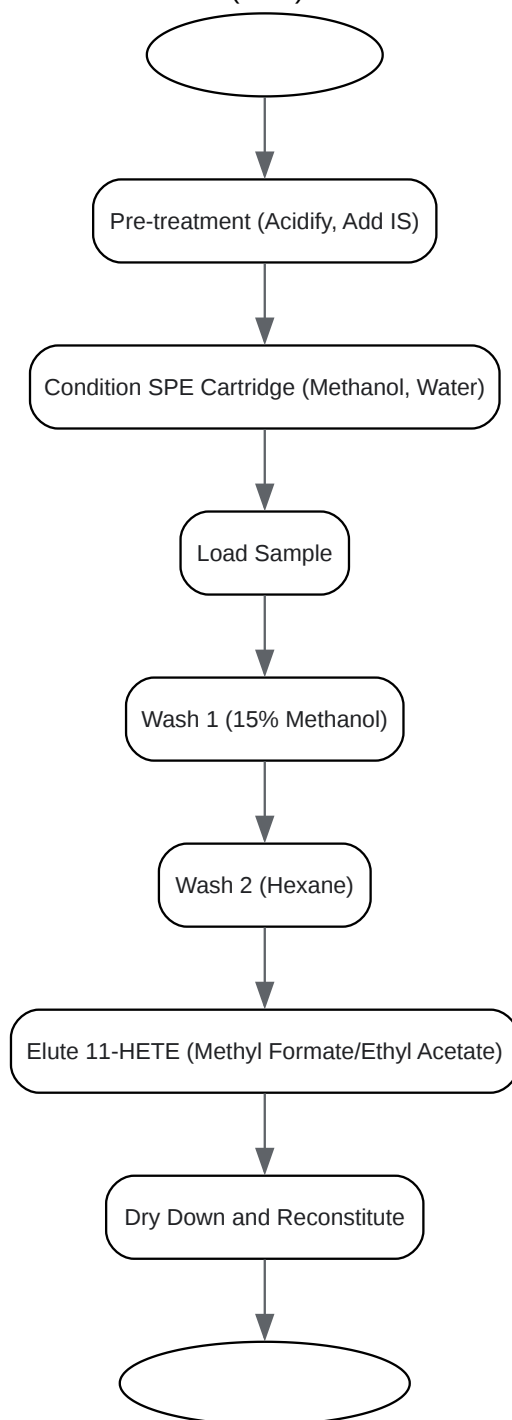 Pre-treatment (Acidify, Add IS)
Condition SPE Cartridge (Methanol, Water)
Load Sample
Wash 1 (15% Methanol)
Wash 2 (Hexane)
Elute 11-HETE (Methyl Formate/Ethyl Acetate)
Dry Down and Reconstitute